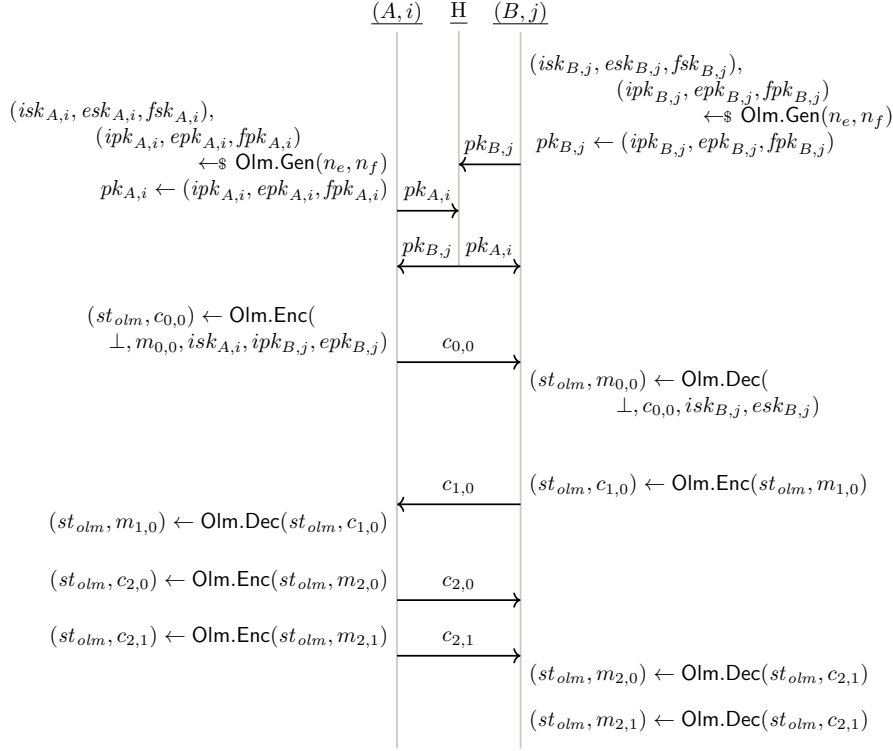 (A, i) H (B, j)
(isk_{B,j}, esk_{B,j}, fsk_{B,j}),
(ipk_{B,j}, epk_{B,j}, fpk_{B,j})
←$ Olm.Gen(n_e, n_f)
pk_{B,j} ← (ipk_{B,j}, epk_{B,j}, fpk_{B,j})
pk_{B,j}
(isk_{A,i}, esk_{A,i}, fsk_{A,i}),
(ipk_{A,i}, epk_{A,i}, fpk_{A,i})
←$ Olm.Gen(n_e, n_f)
pk_{A,i} ← (ipk_{A,i}, epk_{A,i}, fpk_{A,i})
pk_{A,i}
pk_{B,j} pk_{A,i}
(st_{olm}, c_{0,0}) ← Olm.Enc(
⊥, m_{0,0}, isk_{A,i}, ipk_{B,j}, epk_{B,j})
c_{0,0}
(st_{olm}, m_{0,0}) ← Olm.Dec(
⊥, c_{0,0}, isk_{B,j}, esk_{B,j})
c_{1,0} (st_{olm}, c_{1,0}) ← Olm.Enc(st_{olm}, m_{1,0})
(st_{olm}, m_{1,0}) ← Olm.Dec(st_{olm}, c_{1,0})
(st_{olm}, c_{2,0}) ← Olm.Enc(st_{olm}, m_{2,0}) c_{2,0}
(st_{olm}, c_{2,1}) ← Olm.Enc(st_{olm}, m_{2,1}) c_{2,1}
(st_{olm}, m_{2,0}) ← Olm.Dec(st_{olm}, c_{2,1})
(st_{olm}, m_{2,1}) ← Olm.Dec(st_{olm}, c_{2,1})